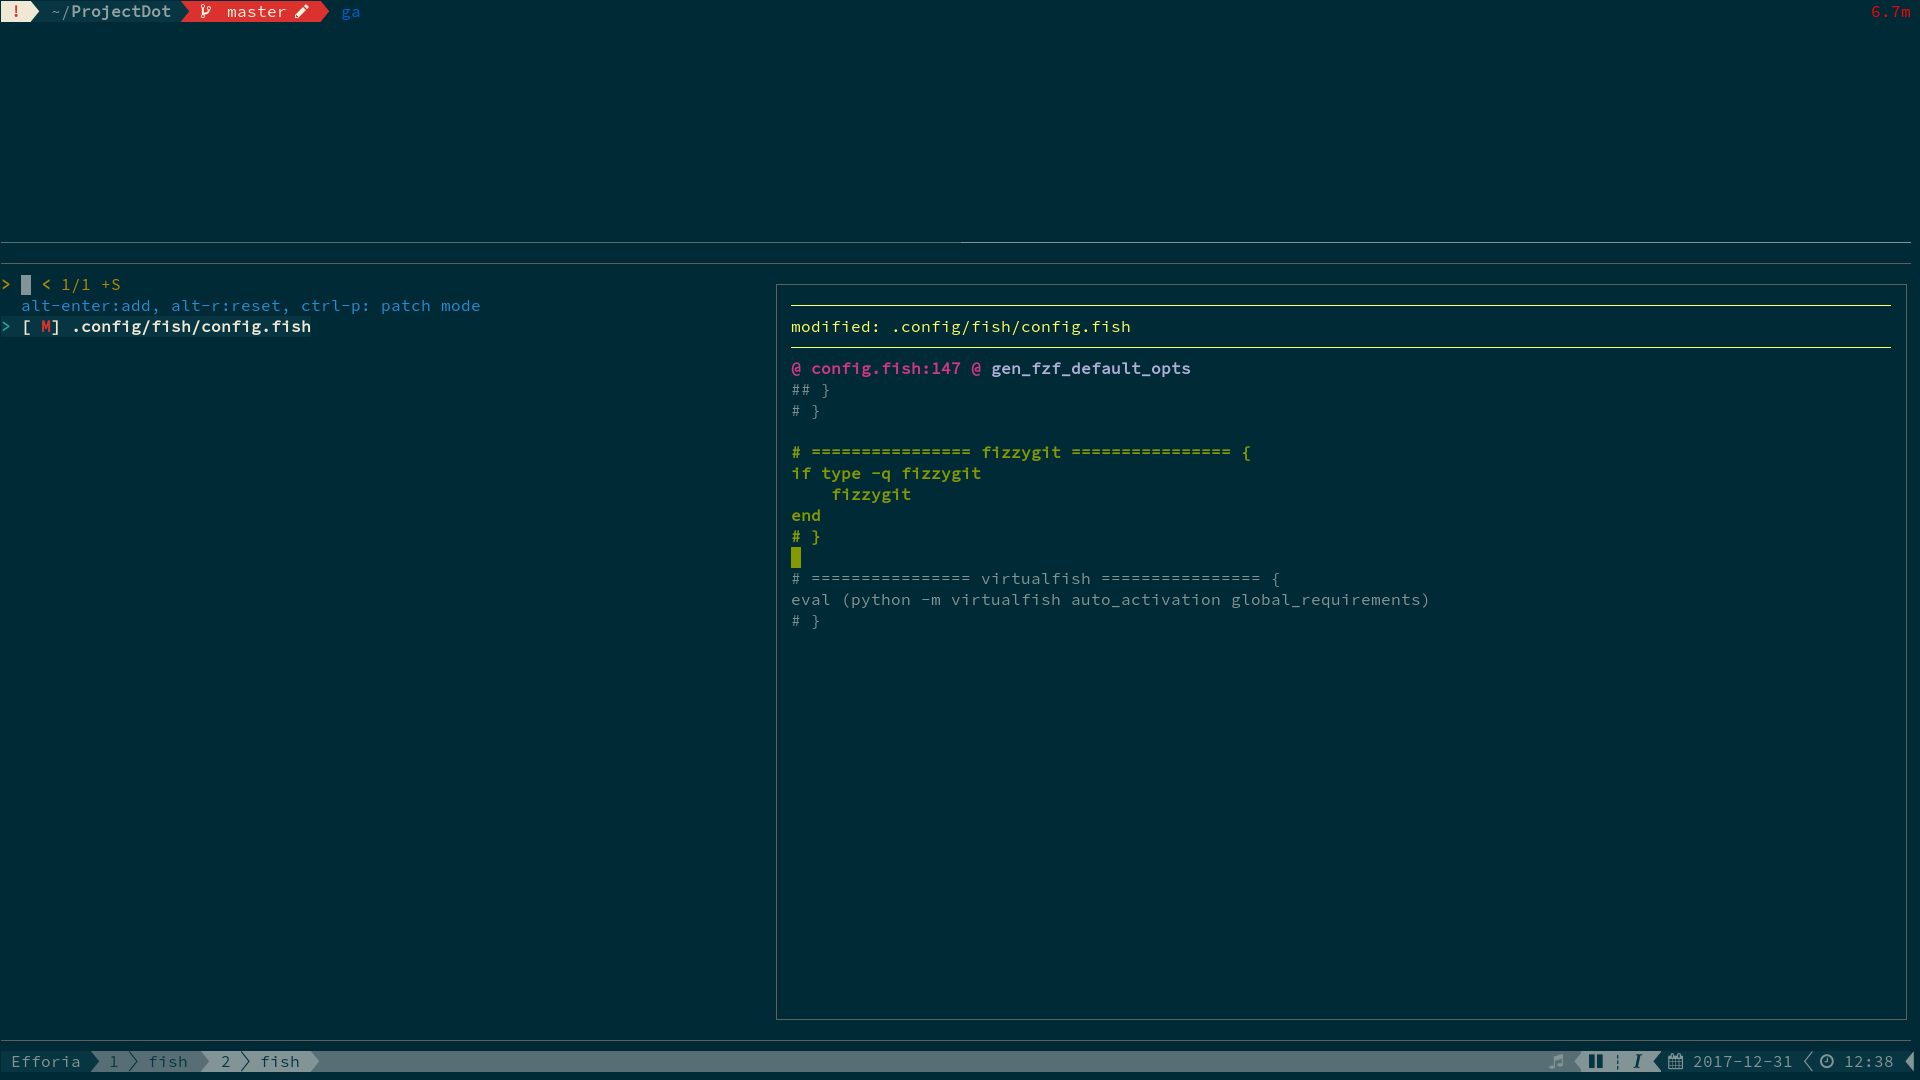 ! ~/ProjectDot master ga 6.7m
> < 1/1 +S
alt-enter:add, alt-r:reset, ctrl-p: patch mode
> [ M] .config/fish/config.fish
modified: .config/fish/config.fish
@ config.fish:147 @ gen_fzf_default_opts
## }
# }
# ================ fizzygit ================ {
if type -q fizzygit
    fizzygit
end
# }
# ================ virtualfish ================ {
eval (python -m virtualfish auto_activation global_requirements)
# }
Efforia 1 fish 2 fish I 2017-12-31 12:38